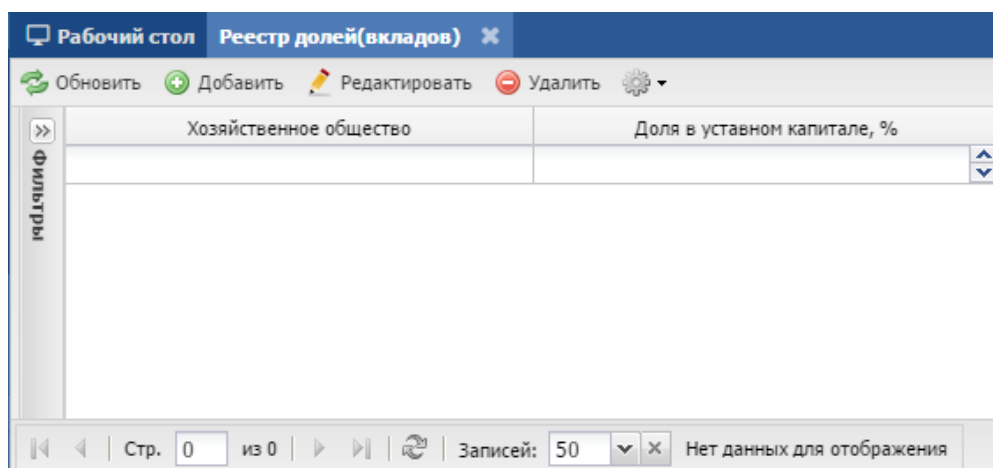 Рабочий стол Реестр долей(вкладов)
Обновить Добавить Редактировать Удалить
Хозяйственное общество Доля в уставном капитале, %
Фильтры
Стр. 0 из 0 Записей: 50 Нет данных для отображения